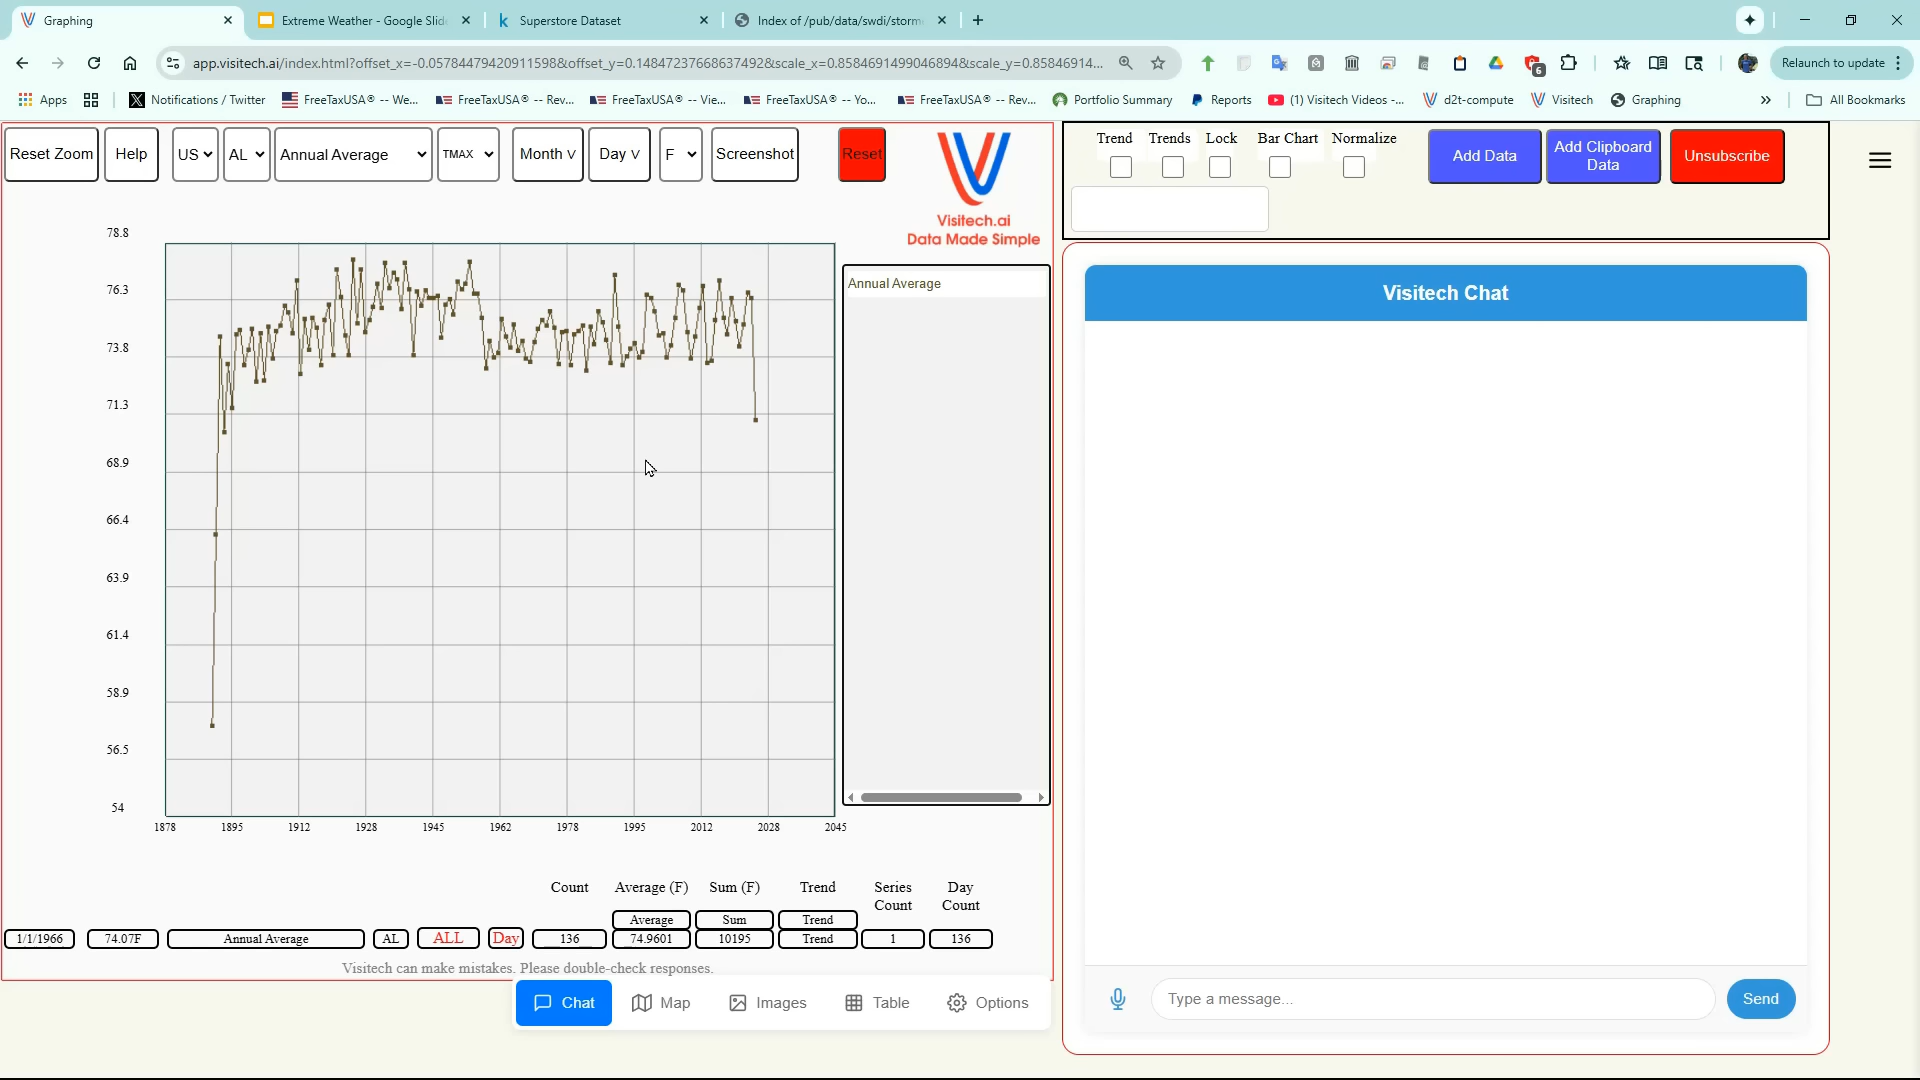 Graphing
Extreme Weather - Google Slide
Superstore Dataset
Index of /pub/data/swdi/storm
app.visitech.ai/index.html?offset_x=-0.05784479420911598&offset_y=0.14847237668637492&scale_x=0.85846914990468​94&scale_y=0.85846914...
6
Relaunch to update
Apps
Notifications / Twitter
FreeTaxUSA® -- We...
FreeTaxUSA® -- Rev...
FreeTaxUSA® -- Vie...
FreeTaxUSA® -- Yo...
FreeTaxUSA® -- Rev...
Portfolio Summary
Reports
(1) Visitech Videos -...
d2t-compute
Visitech
Graphing
All Bookmarks
Reset Zoom
Help
US
AL
Annual Average
TMAX
Month V
Day V
F
Screenshot
Reset
Visitech.ai
Data Made Simple
Trend
Trends
Lock
Bar Chart
Normalize
Add Data
Add Clipboard
Data
Unsubscribe
78.8
76.3
73.8
71.3
68.9
66.4
63.9
61.4
58.9
56.5
54
1878
1895
1912
1928
1945
1962
1978
1995
2012
2028
2045
Annual Average
Visitech Chat
Type a message...
Send
Count
Average (F)
Sum (F)
Trend
Series
Count
Day
Count
Average
Sum
Trend
1/1/1966
74.07F
Annual Average
AL
ALL
Day
136
74.9601
10195
Trend
1
136
Visitech can make mistakes. Please double-check responses.
Chat
Map
Images
Table
Options